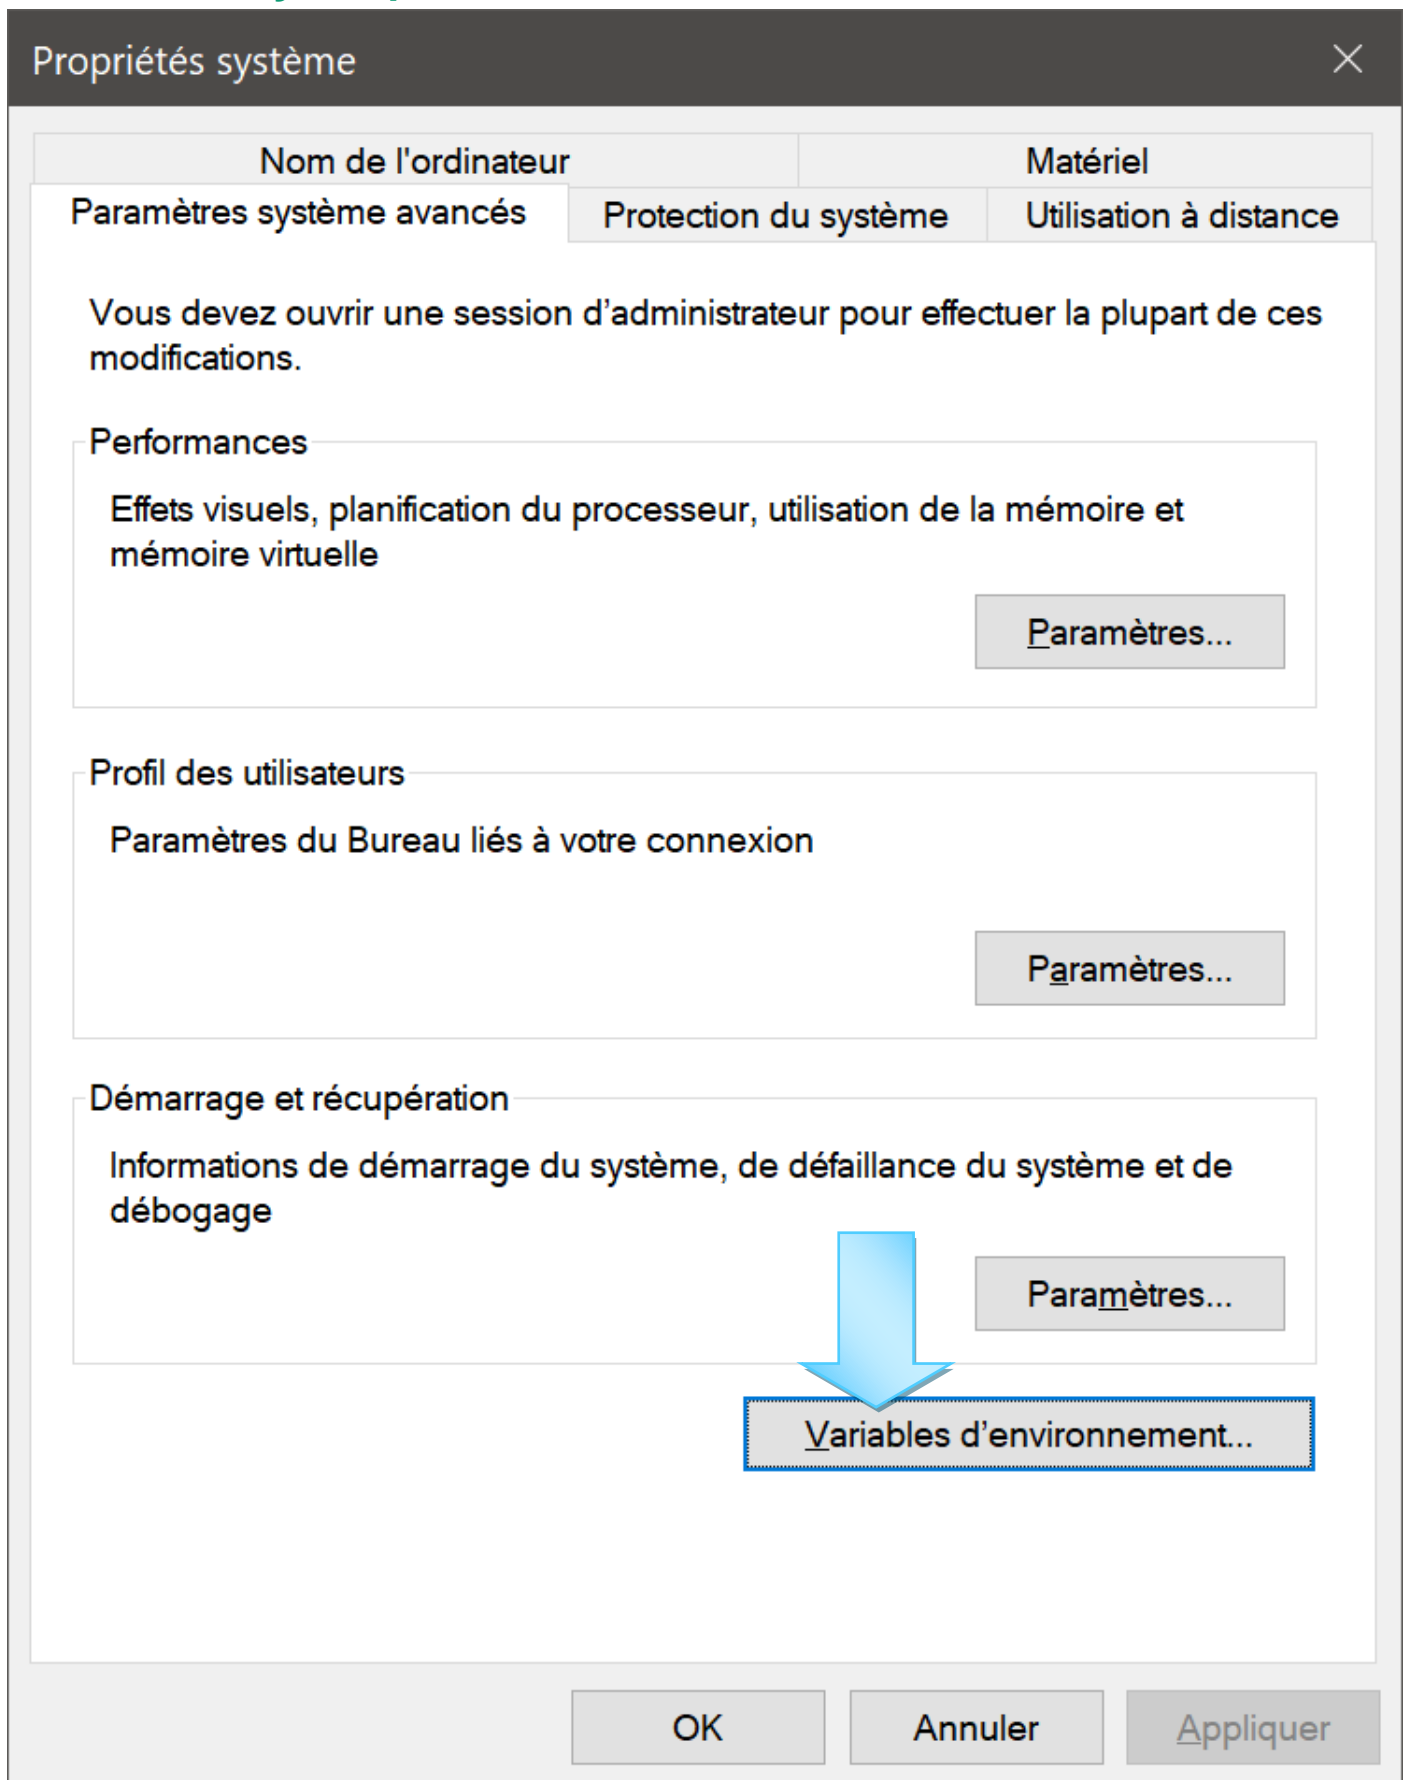 Propriétés système
Nom de l'ordinateur
Matériel
Paramètres système avancés
Protection du système
Utilisation à distance
Vous devez ouvrir une session d’administrateur pour effectuer la plupart de ces
modifications.
Performances
Effets visuels, planification du processeur, utilisation de la mémoire et
mémoire virtuelle
Paramètres...
Profil des utilisateurs
Paramètres du Bureau liés à votre connexion
Paramètres...
Démarrage et récupération
Informations de démarrage du système, de défaillance du système et de
débogage
Paramètres...
Variables d’environnement...
OK
Annuler
Appliquer